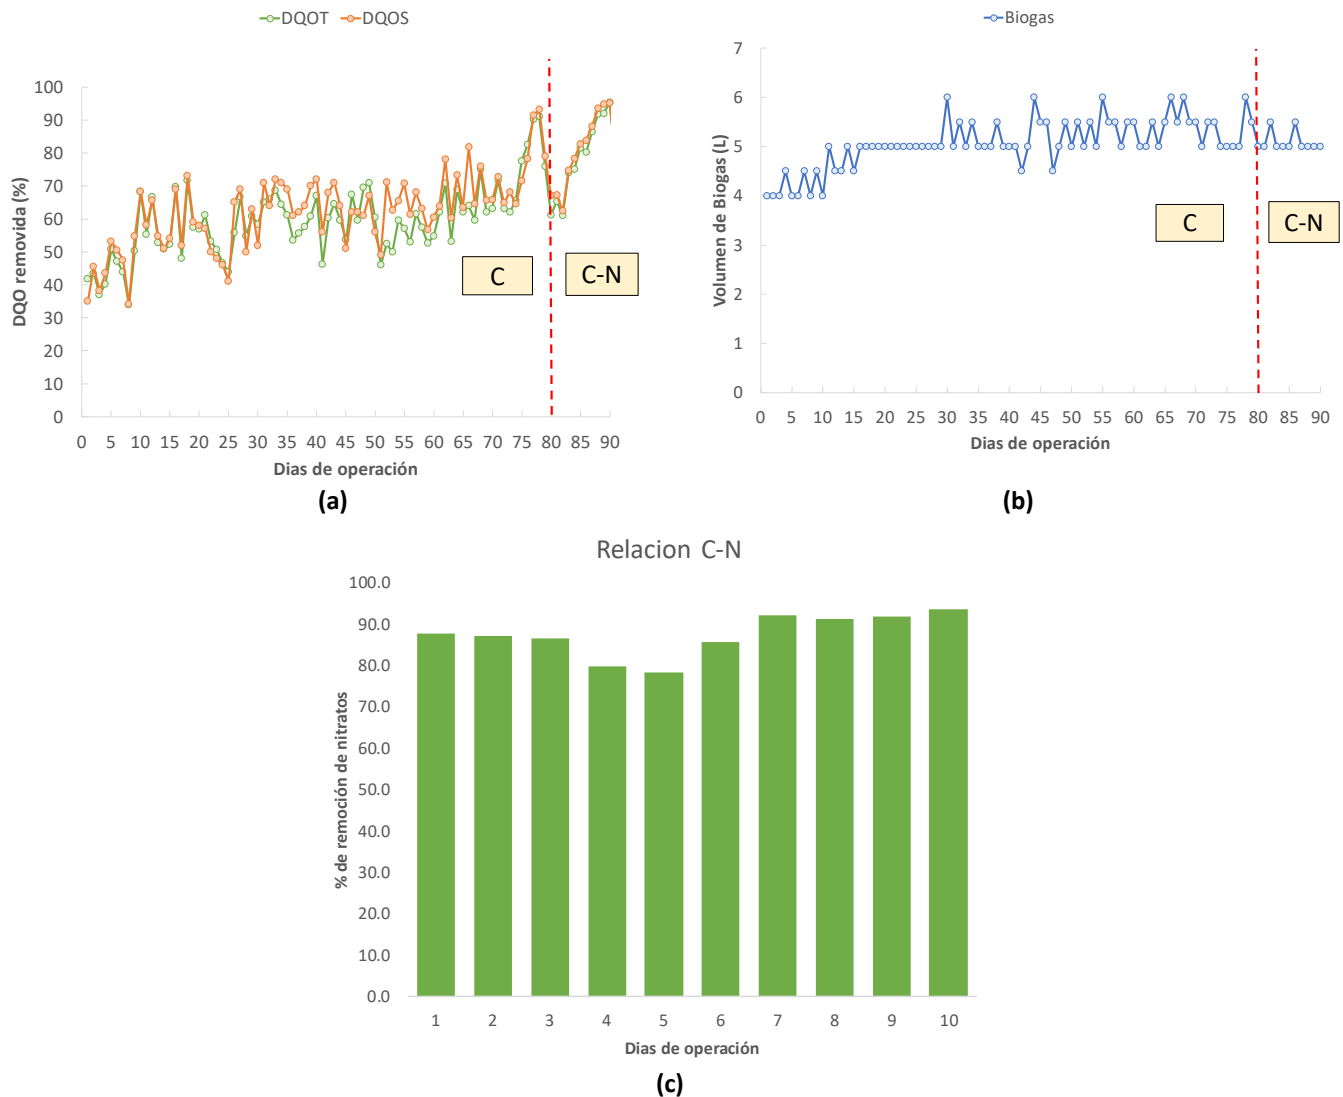 DQOT DQOS
DQO removida (%)
100
90
80
70
60
50
40
30
20
10
0
C
C-N
0 5 10 15 20 25 30 35 40 45 50 55 60 65 70 75 80 85 90
Dias de operación
(a)
Biogas
Volumen de Biogas (L)
7
6
5
4
3
2
1
0
C
C-N
0 5 10 15 20 25 30 35 40 45 50 55 60 65 70 75 80 85 90
Dias de operación
(b)
Relacion C-N
% de remoción de nitratos
100.0
90.0
80.0
70.0
60.0
50.0
40.0
30.0
20.0
10.0
0.0
1 2 3 4 5 6 7 8 9 10
Dias de operación
(c)